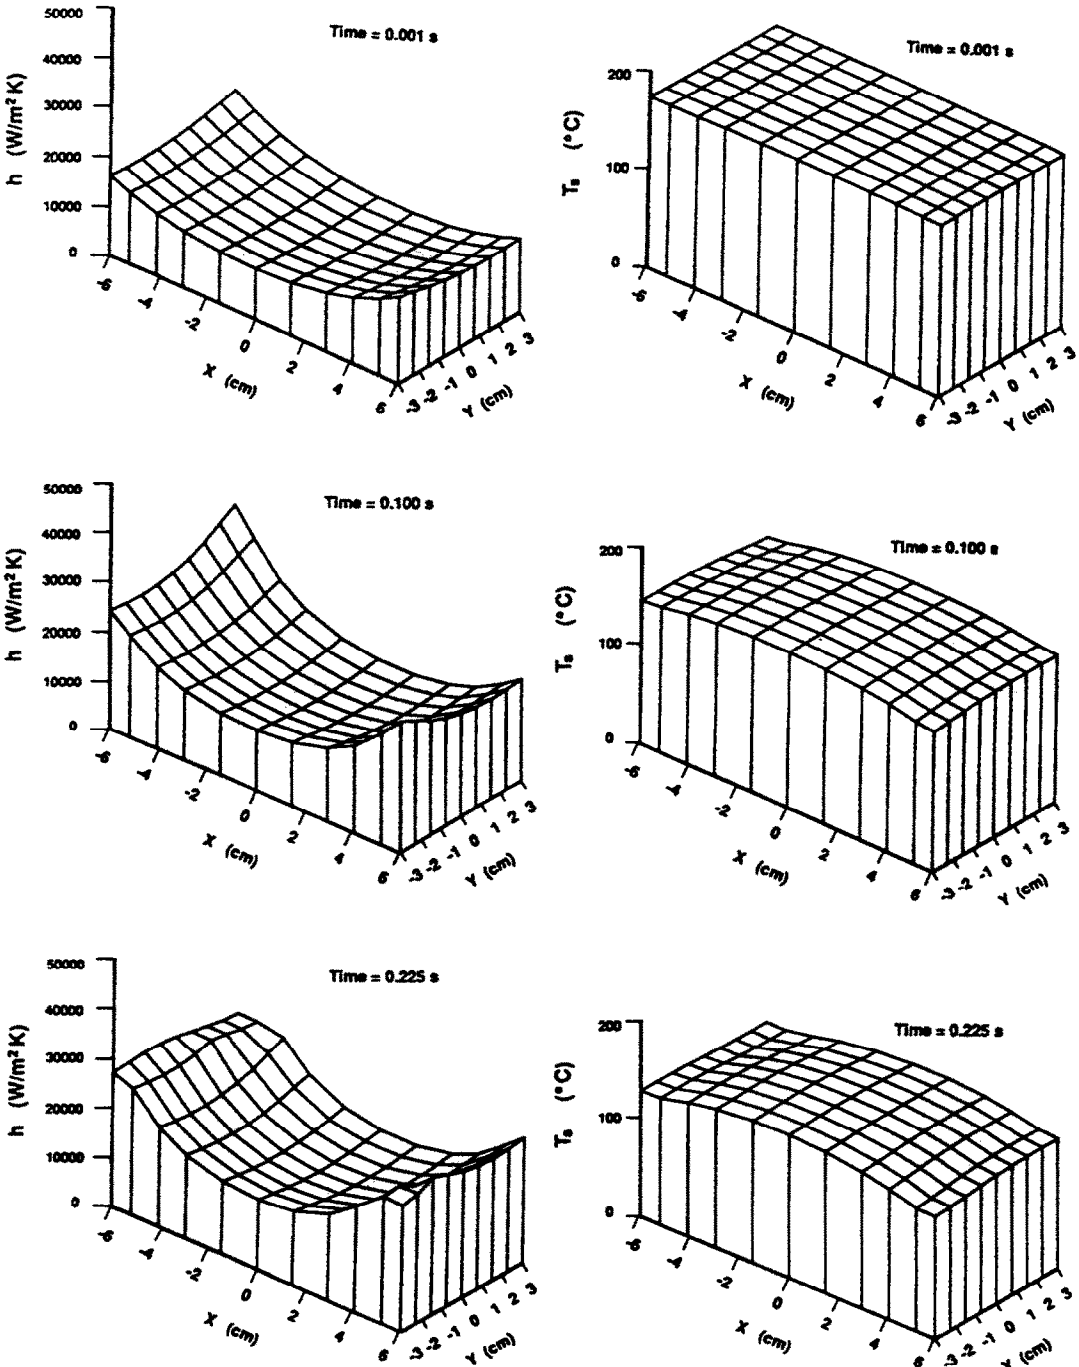 50000
40000
30000
20000
10000
0
h (W/m² K)
Time = 0.001 s
-6
-4
-2
0
2
4
6
X (cm)
-3 -2 -1 0 1 2 3
Y (cm)
200
100
0
Ts (°C)
Time = 0.001 s
-6
-4
-2
0
2
4
6
X (cm)
-3 -2 -1 0 1 2 3
Y (cm)
50000
40000
30000
20000
10000
0
h (W/m² K)
Time = 0.100 s
-6
-4
-2
0
2
4
6
X (cm)
-3 -2 -1 0 1 2 3
Y (cm)
200
100
0
Ts (°C)
Time = 0.100 s
-6
-4
-2
0
2
4
6
X (cm)
-3 -2 -1 0 1 2 3
Y (cm)
50000
40000
30000
20000
10000
0
h (W/m² K)
Time = 0.225 s
-6
-4
-2
0
2
4
6
X (cm)
-3 -2 -1 0 1 2 3
Y (cm)
200
100
0
Ts (°C)
Time = 0.225 s
-6
-4
-2
0
2
4
6
X (cm)
-3 -2 -1 0 1 2 3
Y (cm)